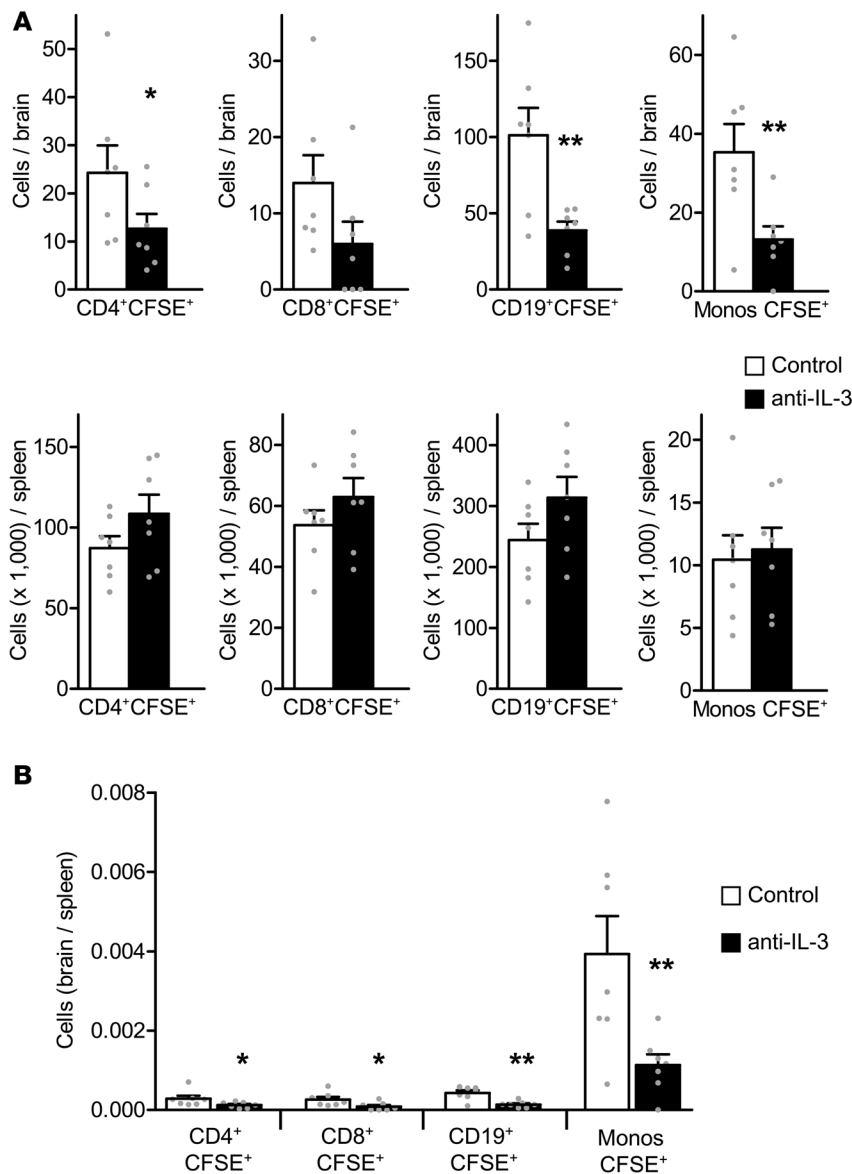 A
Cells / brain
50
40
30
20
10
0
*
CD4⁺CFSE⁺
Cells / brain
30
20
10
0
CD8⁺CFSE⁺
Cells / brain
150
100
50
0
**
CD19⁺CFSE⁺
Cells / brain
60
40
20
0
**
Monos CFSE⁺
Control
anti-IL-3
Cells (x 1,000) / spleen
150
100
50
0
CD4⁺CFSE⁺
Cells (x 1,000) / spleen
80
60
40
20
0
CD8⁺CFSE⁺
Cells (x 1,000) / spleen
400
300
200
100
0
CD19⁺CFSE⁺
Cells (x 1,000) / spleen
20
15
10
5
0
Monos CFSE⁺
B
Cells (brain / spleen)
0.008
0.006
0.004
0.002
0.000
*
*
**
**
Control
anti-IL-3
CD4⁺
CFSE⁺
CD8⁺
CFSE⁺
CD19⁺
CFSE⁺
Monos
CFSE⁺